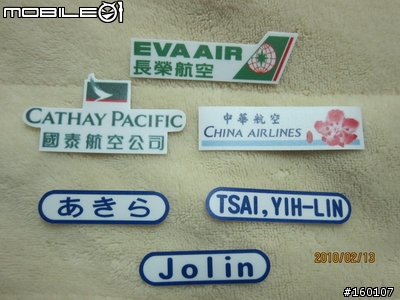 mobile01
EVA AIR
長榮航空
CATHAY PACIFIC
國泰航空公司
中華航空
CHINA AIRLINES
あきら
TSAI,YIH-LIN
Jolin
2010/02/13
#160107